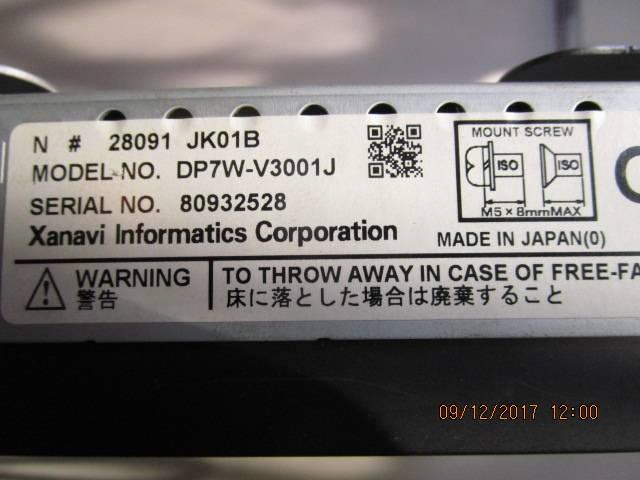 N # 28091 JK01B
MODEL NO. DP7W-V3001J
SERIAL NO. 80932528
Xanavi Informatics Corporation
MOUNT SCREW
ISO ISO
M5×8mmMAX
MADE IN JAPAN(0)
WARNING
警告
TO THROW AWAY IN CASE OF FREE-FA
床に落とした場合は廃棄すること
09/12/2017 12:00